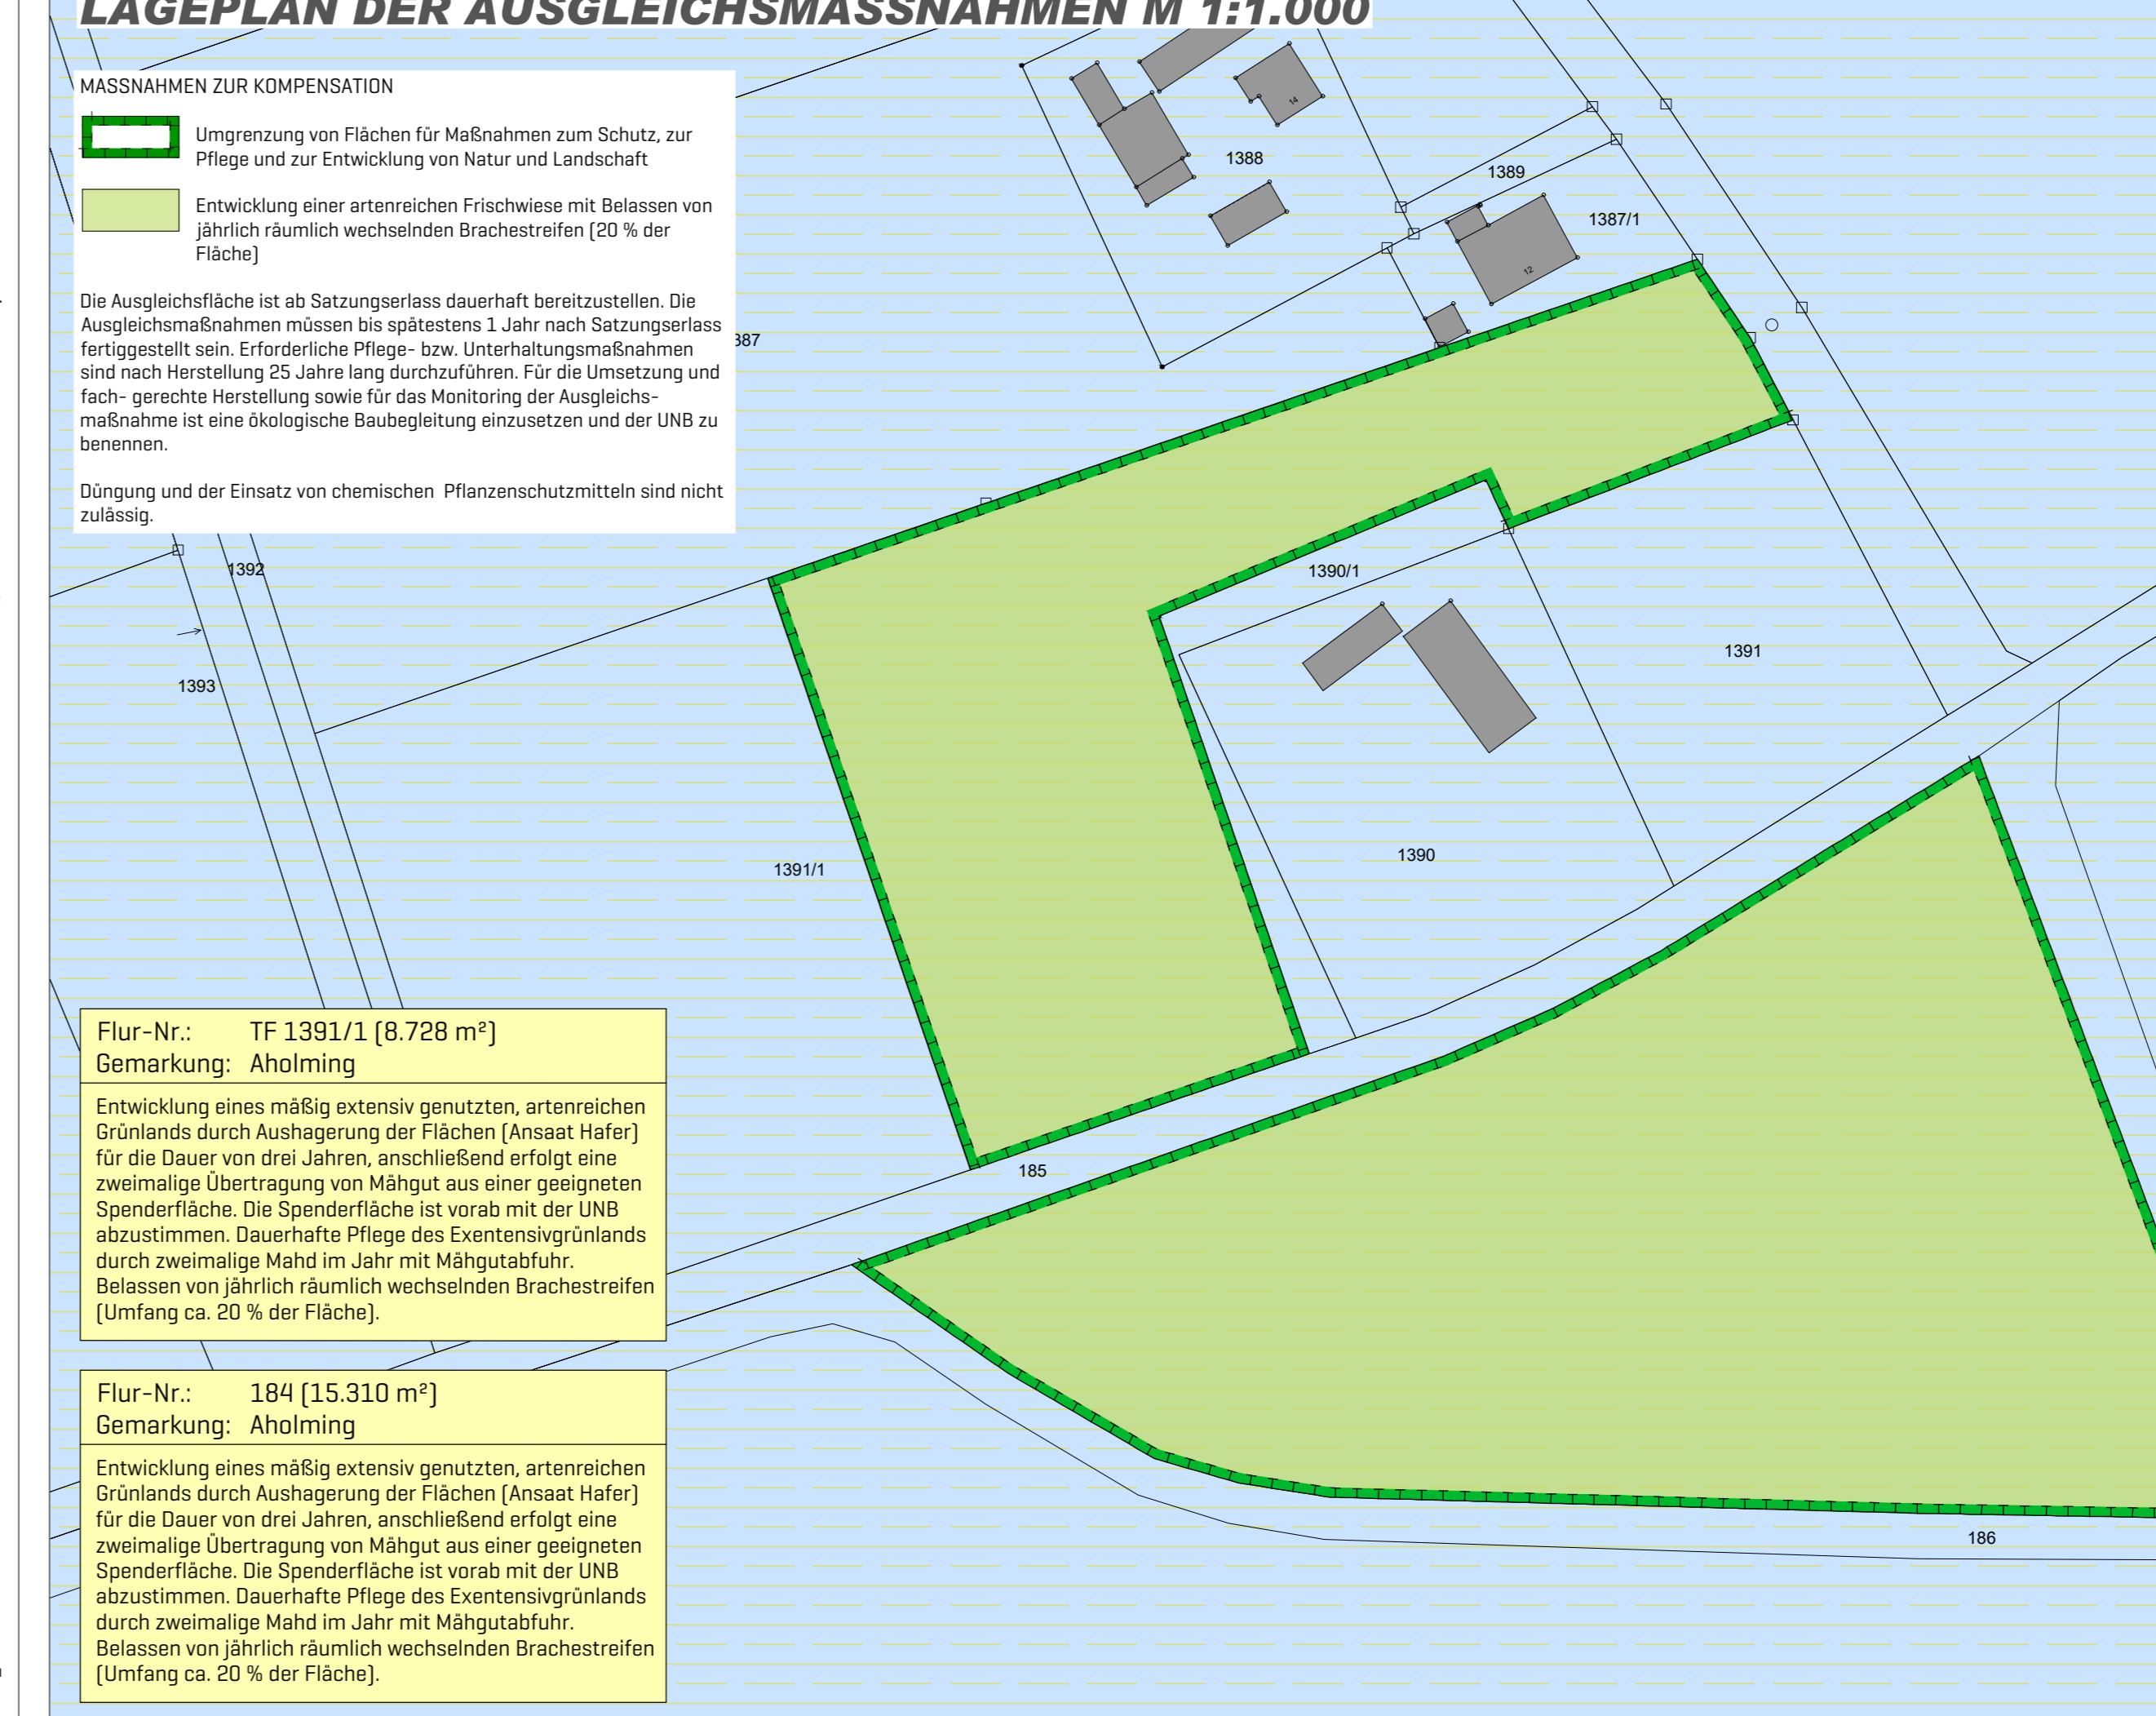 LAGEPLAN DER AUSGLEICHSMASSNAHMEN M 1:1.000
MASSNAHMEN ZUR KOMPENSATION
Umgrenzung von Flächen für Maßnahmen zum Schutz, zur
Pflege und zur Entwicklung von Natur und Landschaft
Entwicklung einer artenreichen Frischwiese mit Belassen von
jährlich räumlich wechselnden Brachestreifen (20 % der
Fläche)
Die Ausgleichsfläche ist ab Satzungserlass dauerhaft bereitzustellen. Die
Ausgleichsmaßnahmen müssen bis spätestens 1 Jahr nach Satzungserlass
fertiggestellt sein. Erforderliche Pflege- bzw. Unterhaltungsmaßnahmen
sind nach Herstellung 25 Jahre lang durchzuführen. Für die Umsetzung und
fach- gerechte Herstellung sowie für das Monitoring der Ausgleichs-
maßnahme ist eine ökologische Baubegleitung einzusetzen und der UNB zu
benennen.
Düngung und der Einsatz von chemischen Pflanzenschutzmitteln sind nicht
zulässig.
14
1388
1389
1387/1
12
387
1392
1393
1390/1
1391
1390
1391/1
185
186
Flur-Nr.: TF 1391/1 (8.728 m²)
Gemarkung: Aholming
Entwicklung eines mäßig extensiv genutzten, artenreichen
Grünlands durch Aushagerung der Flächen (Ansaat Hafer)
für die Dauer von drei Jahren, anschließend erfolgt eine
zweimalige Übertragung von Mähgut aus einer geeigneten
Spenderfläche. Die Spenderfläche ist vorab mit der UNB
abzustimmen. Dauerhafte Pflege des Exentensivgrünlands
durch zweimalige Mahd im Jahr mit Mähgutabfuhr.
Belassen von jährlich räumlich wechselnden Brachestreifen
(Umfang ca. 20 % der Fläche).
Flur-Nr.: 184 (15.310 m²)
Gemarkung: Aholming
Entwicklung eines mäßig extensiv genutzten, artenreichen
Grünlands durch Aushagerung der Flächen (Ansaat Hafer)
für die Dauer von drei Jahren, anschließend erfolgt eine
zweimalige Übertragung von Mähgut aus einer geeigneten
Spenderfläche. Die Spenderfläche ist vorab mit der UNB
abzustimmen. Dauerhafte Pflege des Exentensivgrünlands
durch zweimalige Mahd im Jahr mit Mähgutabfuhr.
Belassen von jährlich räumlich wechselnden Brachestreifen
(Umfang ca. 20 % der Fläche).